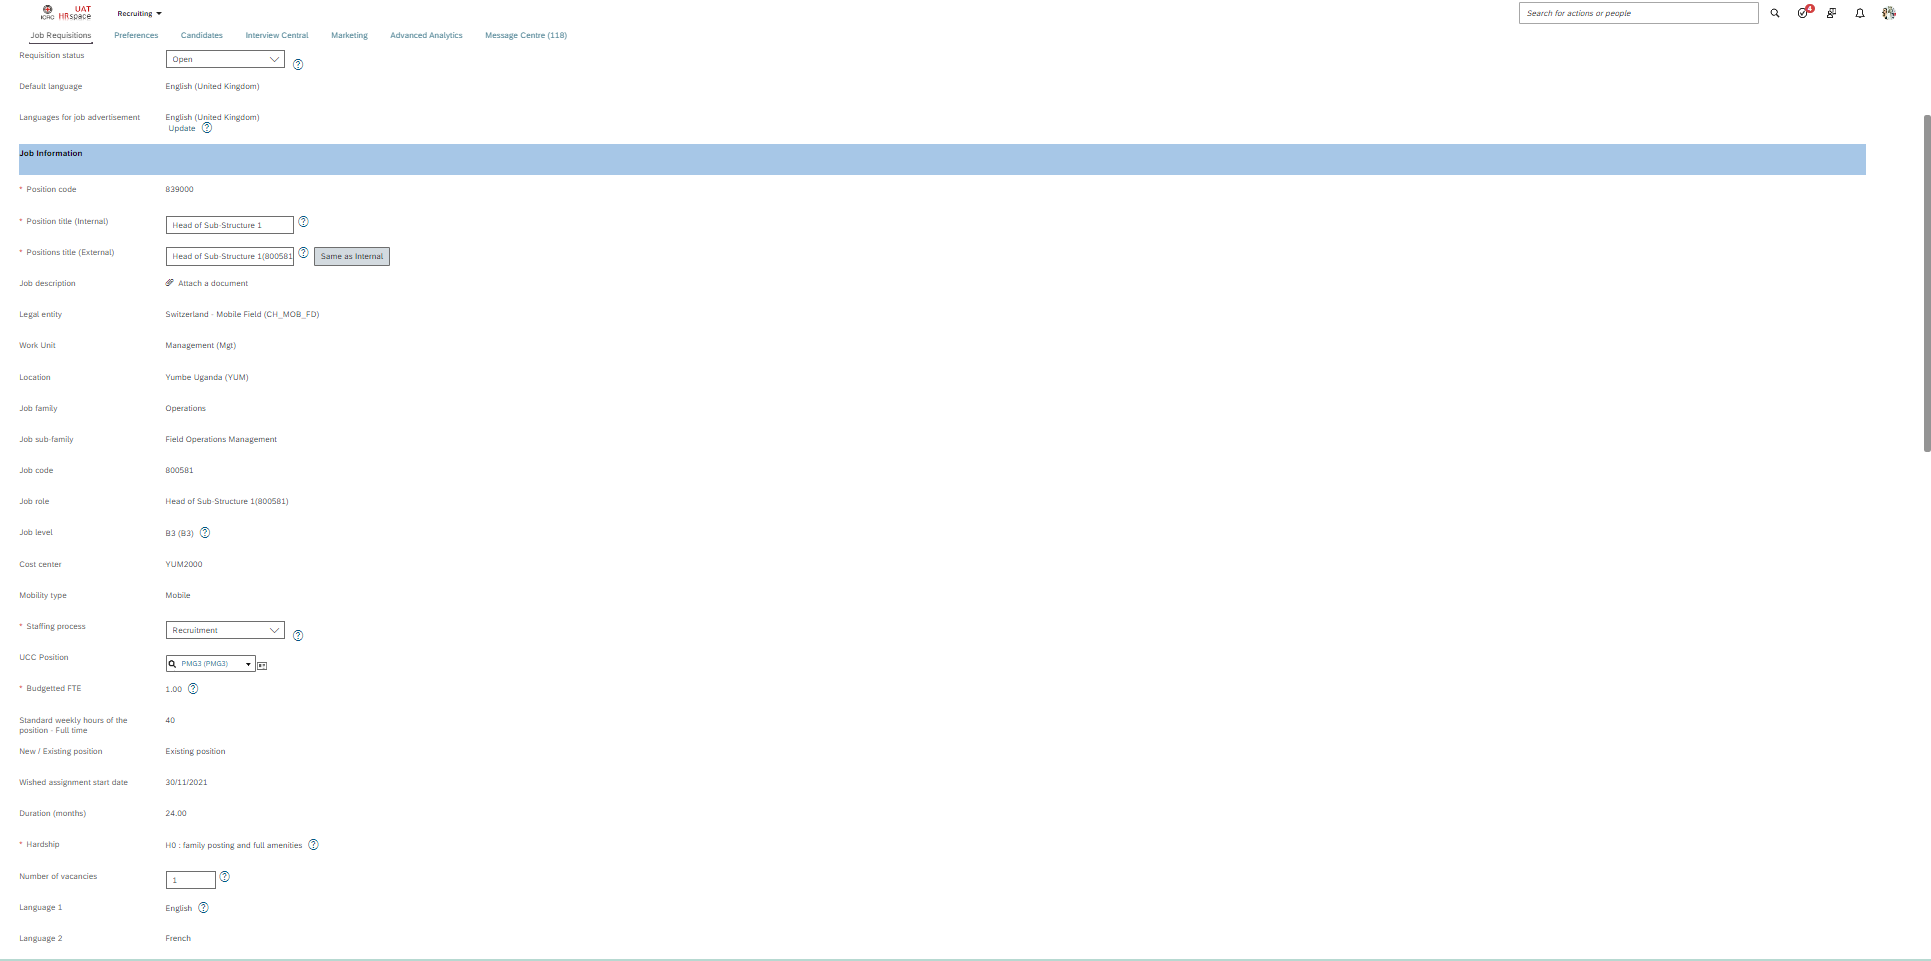 ICRC
UAT
HRspace
Recruiting
Search for actions or people
4
Job Requisitions
Preferences
Candidates
Interview Central
Marketing
Advanced Analytics
Message Centre (118)
Requisition status
Open
Default language
English (United Kingdom)
Languages for job advertisement
English (United Kingdom)
Update
Job Information
* Position code
839000
* Position title (Internal)
Head of Sub-Structure 1
* Positions title (External)
Head of Sub-Structure 1(800581
Same as Internal
Job description
Attach a document
Legal entity
Switzerland - Mobile Field (CH_MOB_FD)
Work Unit
Management (Mgt)
Location
Yumbe Uganda (YUM)
Job family
Operations
Job sub-family
Field Operations Management
Job code
800581
Job role
Head of Sub-Structure 1(800581)
Job level
B3 (B3)
Cost center
YUM2000
Mobility type
Mobile
* Staffing process
Recruitment
UCC Position
PMG3 (PMG3)
* Budgetted FTE
1.00
Standard weekly hours of the
position - Full time
40
New / Existing position
Existing position
Wished assignment start date
30/11/2021
Duration (months)
24.00
* Hardship
H0 : family posting and full amenities
Number of vacancies
1
Language 1
English
Language 2
French